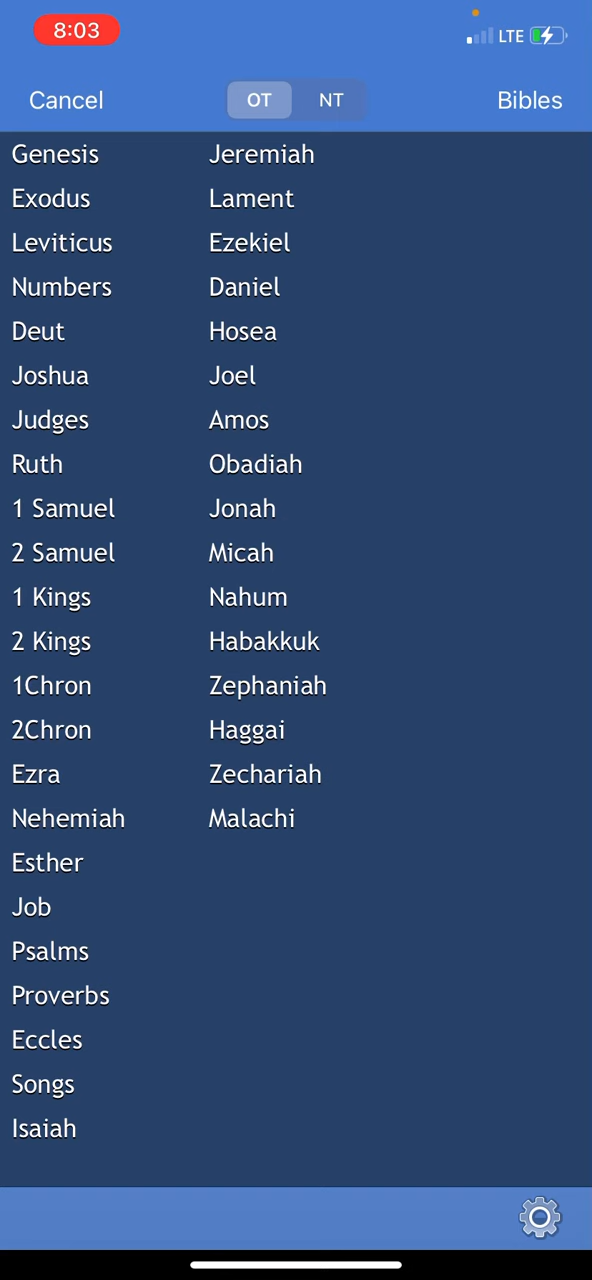 8:03
LTE
Cancel
OT
NT
Bibles
Genesis
Exodus
Leviticus
Numbers
Deut
Joshua
Judges
Ruth
1 Samuel
2 Samuel
1 Kings
2 Kings
1Chron
2Chron
Ezra
Nehemiah
Esther
Job
Psalms
Proverbs
Eccles
Songs
Isaiah
Jeremiah
Lament
Ezekiel
Daniel
Hosea
Joel
Amos
Obadiah
Jonah
Micah
Nahum
Habakkuk
Zephaniah
Haggai
Zechariah
Malachi